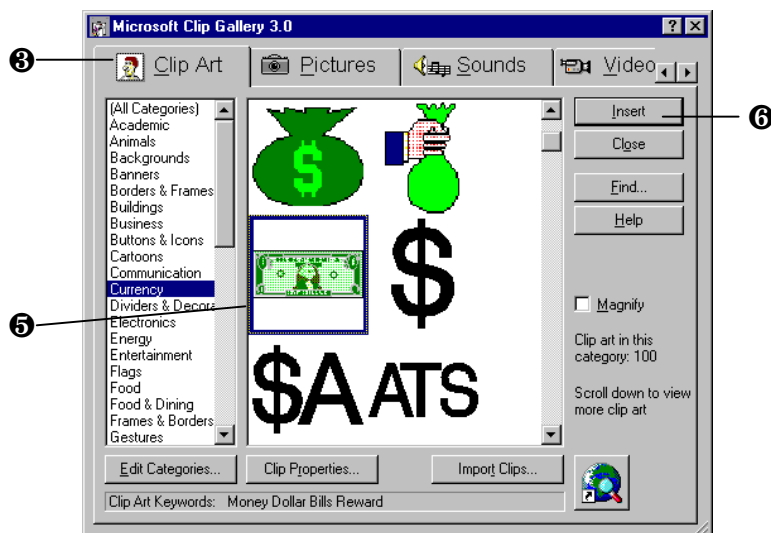 Microsoft Clip Gallery 3.0
❸
Clip Art
Pictures
Sounds
Video
(All Categories)
Academic
Animals
Backgrounds
Banners
Borders & Frames
Buildings
Business
Buttons & Icons
Cartoons
Communication
Currency
Dividers & Decora
Electronics
Energy
Entertainment
Flags
Food
Food & Dining
Frames & Borders
Gestures
❺
$
$
$A
ATS
Insert
❻
Close
Find...
Help
Magnify
Clip art in this
category: 100
Scroll down to view
more clip art
Edit Categories...
Clip Properties...
Import Clips...
Clip Art Keywords: Money Dollar Bills Reward